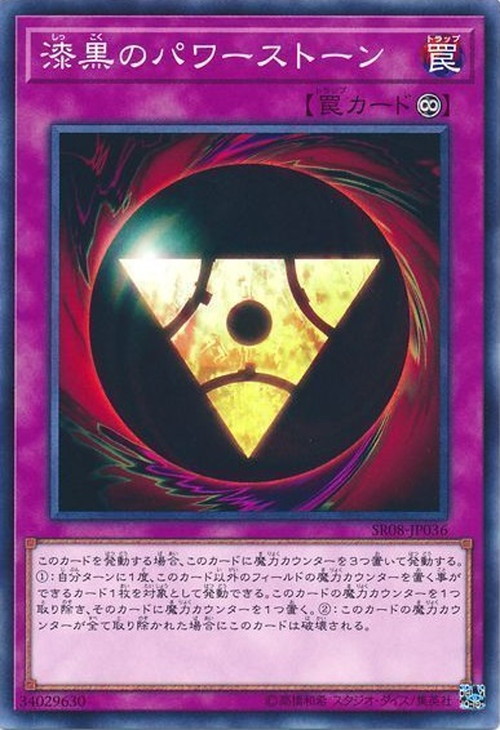 漆黒のパワーストーン
罠
【罠カード】
SR08-JP036
このカードを発動する場合、このカードに魔力カウンターを3つ置いて発動する。
①:自分ターンに1度、このカード以外のフィールドの魔力カウンターを置く事が
できるカード1枚を対象として発動できる。このカードの魔力カウンターを1つ
取り除き、そのカードに魔力カウンターを1つ置く。②:このカードの魔力カウ
ンターが全て取り除かれた場合にこのカードは破壊される。
34029630
©高橋和希 スタジオ・ダイス/集英社